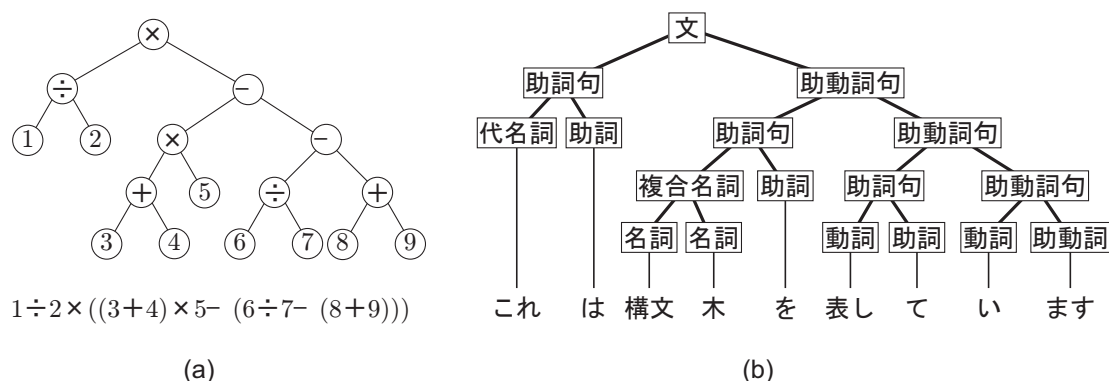 ×
÷ −
1 2 × −
+ 5 ÷ +
3 4 6 7 8 9
1÷2×((3+4)×5− (6÷7− (8+9)))
(a)
文
助詞句 助動詞句
代名詞 助詞 助詞句 助動詞句
複合名詞 助詞 助詞句 助動詞句
名詞 名詞 動詞 助詞 動詞 助動詞
これ は 構文 木 を 表し て い ます
(b)